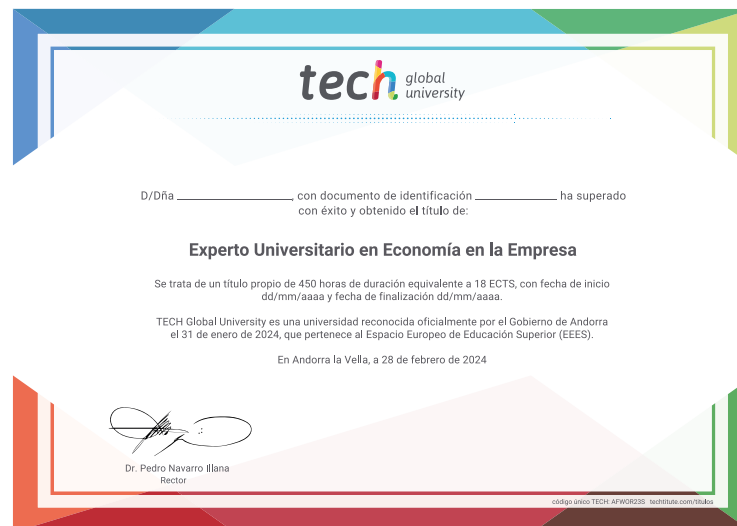 tech global university
D/Dña ____________, con documento de identificación ____________ ha superado
con éxito y obtenido el título de:
Experto Universitario en Economía en la Empresa
Se trata de un título propio de 450 horas de duración equivalente a 18 ECTS, con fecha de inicio
dd/mm/aaaa y fecha de finalización dd/mm/aaaa.
TECH Global University es una universidad reconocida oficialmente por el Gobierno de Andorra
el 31 de enero de 2024, que pertenece al Espacio Europeo de Educación Superior (EEES).
En Andorra la Vella, a 28 de febrero de 2024
Dr. Pedro Navarro Illana
Rector
código único TECH: AFWOR23S techtitute.com/titulos